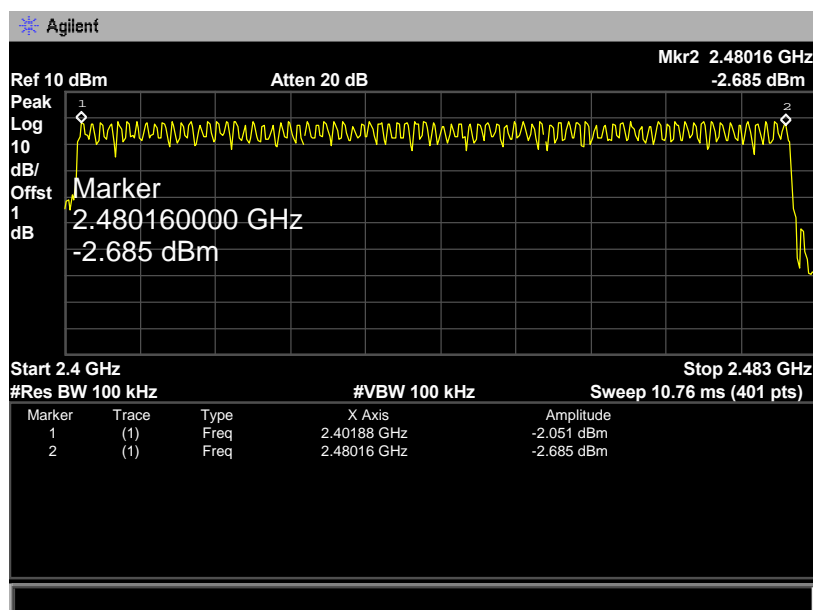 Agilent
Mkr2 2.48016 GHz
Ref 10 dBm Atten 20 dB -2.685 dBm
Peak
Log
10
dB/
Offst
1
dB
1
2
Marker
2.480160000 GHz
-2.685 dBm
Start 2.4 GHz Stop 2.483 GHz
#Res BW 100 kHz #VBW 100 kHz Sweep 10.76 ms (401 pts)
Marker Trace Type X Axis Amplitude
1 (1) Freq 2.40188 GHz -2.051 dBm
2 (1) Freq 2.48016 GHz -2.685 dBm